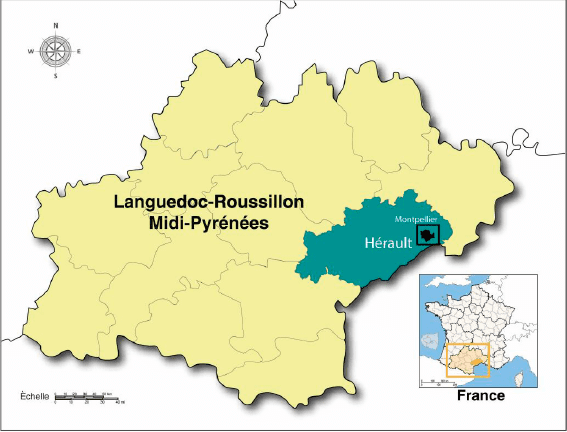 N
W
E
S
Languedoc-Roussillon
Midi-Pyrénées
Montpellier
Hérault
Échelle
France